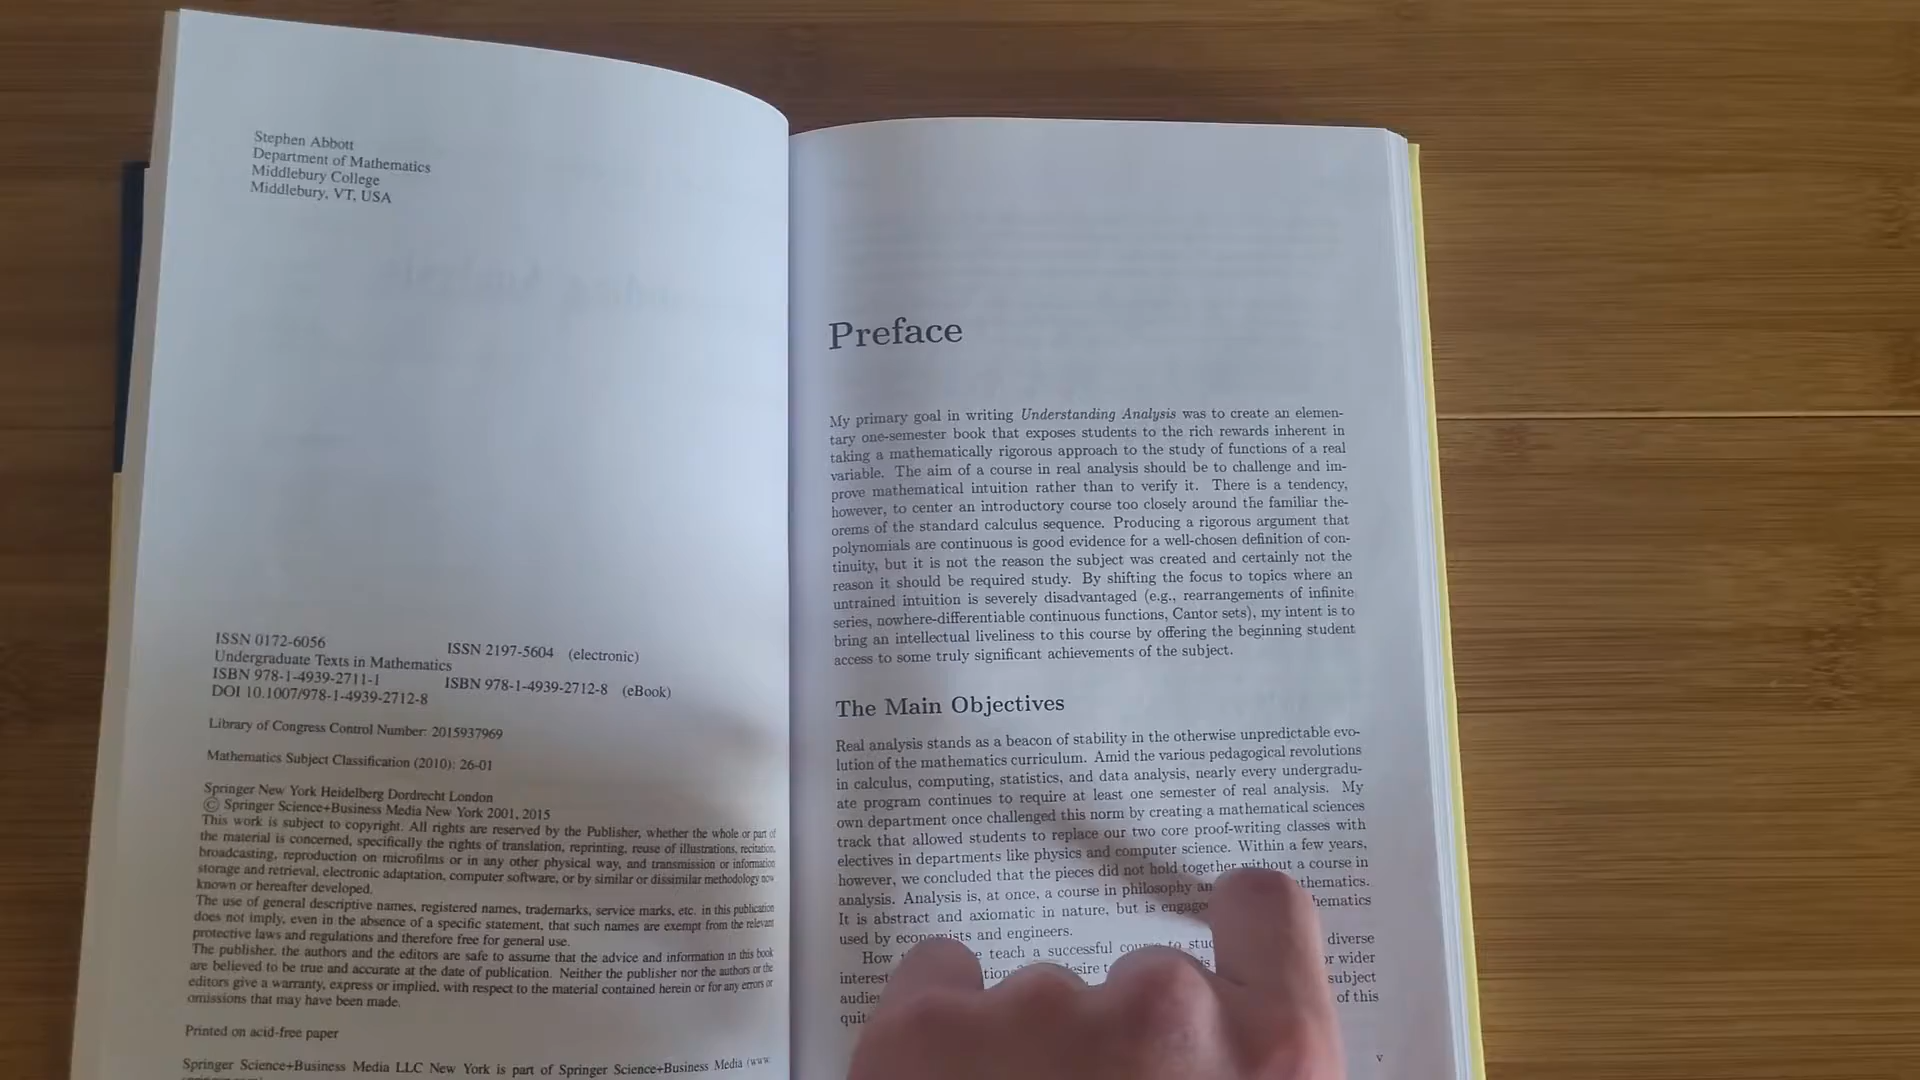 Stephen Abbott
Department of Mathematics
Middlebury College
Middlebury, VT, USA
ISSN 0172-6056 ISSN 2197-5604 (electronic)
Undergraduate Texts in Mathematics
ISBN 978-1-4939-2711-1 ISBN 978-1-4939-2712-8 (eBook)
DOI 10.1007/978-1-4939-2712-8
Library of Congress Control Number: 2015937969
Mathematics Subject Classification (2010): 26-01
Springer New York Heidelberg Dordrecht London
© Springer Science+Business Media New York 2001, 2015
This work is subject to copyright. All rights are reserved by the Publisher, whether the whole or part of
the material is concerned, specifically the rights of translation, reprinting, reuse of illustrations, recitation,
broadcasting, reproduction on microfilms or in any other physical way, and transmission or information
storage and retrieval, electronic adaptation, computer software, or by similar or dissimilar methodology now
known or hereafter developed.
The use of general descriptive names, registered names, trademarks, service marks, etc. in this publication
does not imply, even in the absence of a specific statement, that such names are exempt from the relevant
protective laws and regulations and therefore free for general use.
The publisher, the authors and the editors are safe to assume that the advice and information in this book
are believed to be true and accurate at the date of publication. Neither the publisher nor the authors or the
editors give a warranty, express or implied, with respect to the material contained herein or for any errors or
omissions that may have been made.
Printed on acid-free paper
Springer Science+Business Media LLC New York is part of Springer Science+Business Media (www
Preface
My primary goal in writing Understanding Analysis was to create an elemen-
tary one-semester book that exposes students to the rich rewards inherent in
taking a mathematically rigorous approach to the study of functions of a real
variable. The aim of a course in real analysis should be to challenge and im-
prove mathematical intuition rather than to verify it. There is a tendency,
however, to center an introductory course too closely around the familiar the-
orems of the standard calculus sequence. Producing a rigorous argument that
polynomials are continuous is good evidence for a well-chosen definition of con-
tinuity, but it is not the reason the subject was created and certainly not the
reason it should be required study. By shifting the focus to topics where an
untrained intuition is severely disadvantaged (e.g., rearrangements of infinite
series, nowhere-differentiable continuous functions, Cantor sets), my intent is to
bring an intellectual liveliness to this course by offering the beginning student
access to some truly significant achievements of the subject.
The Main Objectives
Real analysis stands as a beacon of stability in the otherwise unpredictable evo-
lution of the mathematics curriculum. Amid the various pedagogical revolutions
in calculus, computing, statistics, and data analysis, nearly every undergradu-
ate program continues to require at least one semester of real analysis. My
own department once challenged this norm by creating a mathematical sciences
track that allowed students to replace our two core proof-writing classes with
electives in departments like physics and computer science. Within a few years,
however, we concluded that the pieces did not hold together without a course in
analysis. Analysis is, at once, a course in philosophy an thematics.
It is abstract and axiomatic in nature, but is engage hematics
used by economists and engineers.
How teach a successful cou to stu diverse
interest tion desire t is or wider
audie subject
quit of this
v